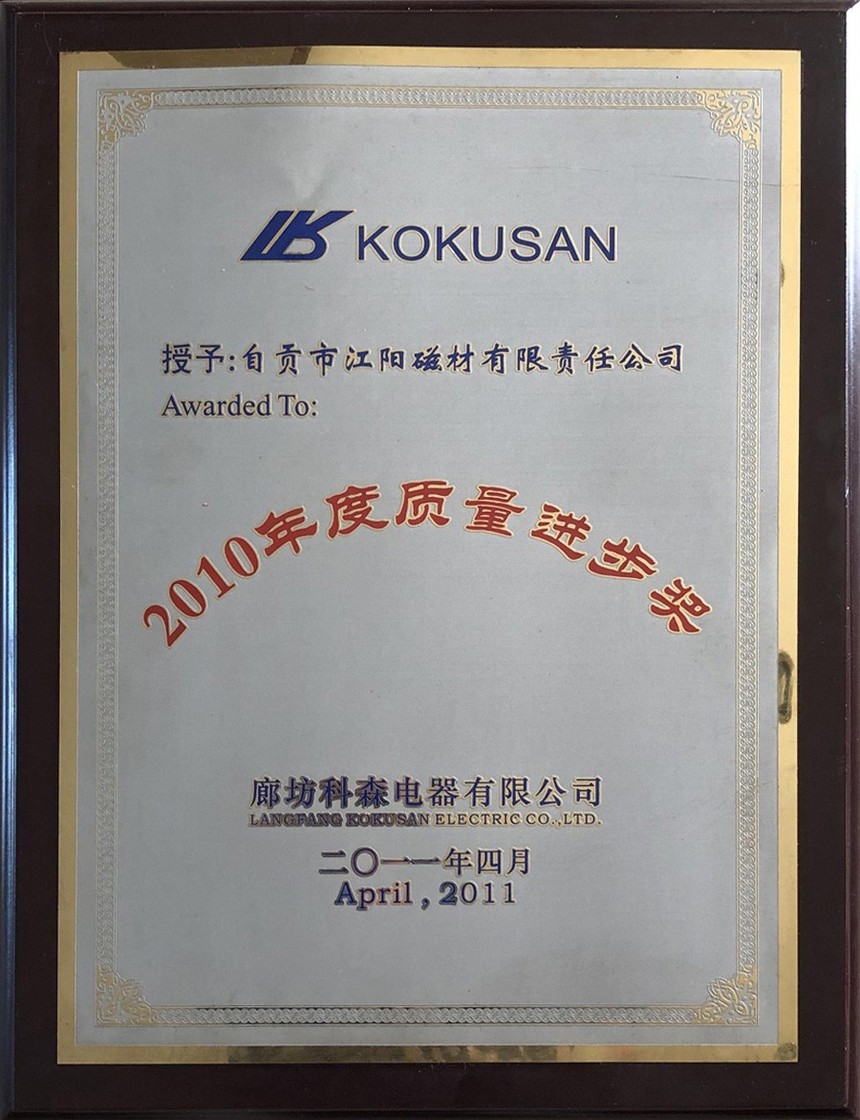 KOKUSAN
授予:自贡市江阳磁材有限责任公司
Awarded To:
2010年度质量进步奖
廊坊科森电器有限公司
LANGFANG KOKUSAN ELECTRIC CO.,LTD.
二〇一一年四月
April , 2011